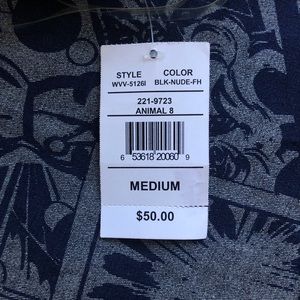 STYLE COLOR
WVV-5126I BLK-NUDE-FH
221-9723
ANIMAL 8
6 53618 20060 9
MEDIUM
$50.00